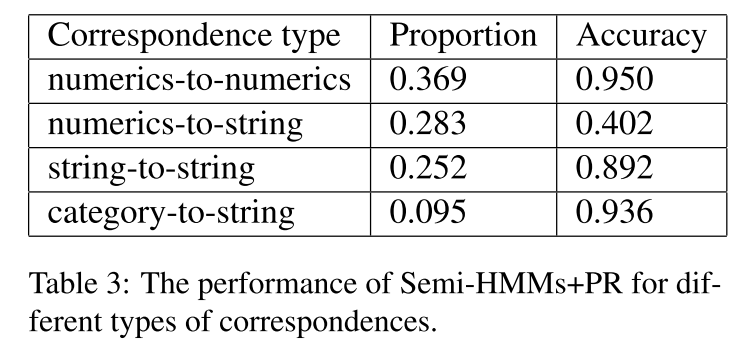 Correspondence type Proportion Accuracy
numerics-to-numerics 0.369 0.950
numerics-to-string 0.283 0.402
string-to-string 0.252 0.892
category-to-string 0.095 0.936
Table 3: The performance of Semi-HMMs+PR for dif-
ferent types of correspondences.